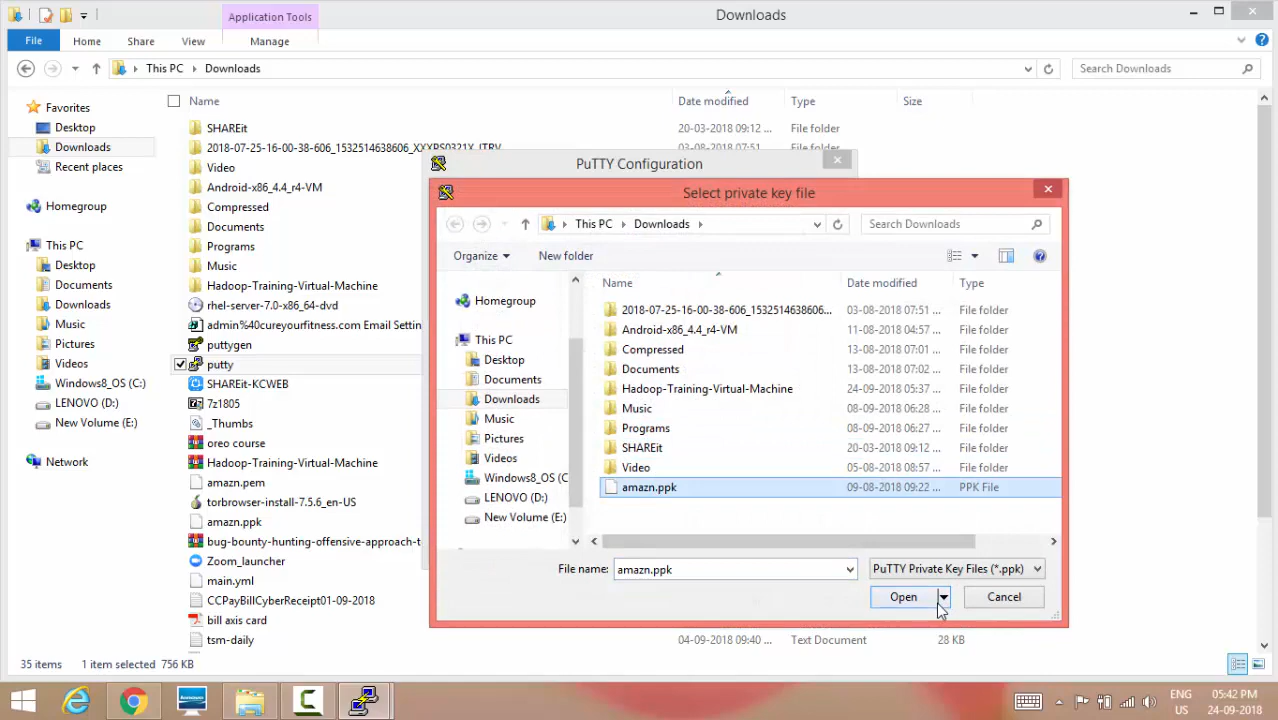 Application Tools
Downloads
File
Home
Share
View
Manage
This PC
Downloads
Search Downloads
Favorites
Desktop
Downloads
Recent places
Homegroup
This PC
Desktop
Documents
Downloads
Music
Pictures
Videos
Windows8_OS (C:)
LENOVO (D:)
New Volume (E:)
Network
Name
Date modified
Type
Size
SHAREit
20-03-2018 09:12 ...
File folder
2018-07-25-16-00-38-606_1532514638606_XXXPS0321X_ITRV
03-08-2018 07:51 ...
File folder
Video
Android-x86_4.4_r4-VM
Compressed
Documents
Programs
Music
Hadoop-Training-Virtual-Machine
rhel-server-7.0-x86_64-dvd
admin%40cureyourfitness.com Email Settin
puttygen
putty
SHAREit-KCWEB
7z1805
_Thumbs
oreo course
Hadoop-Training-Virtual-Machine
amazn.pem
torbrowser-install-7.5.6_en-US
amazn.ppk
bug-bounty-hunting-offensive-approach-t
Zoom_launcher
main.yml
CCPayBillCyberReceipt01-09-2018
bill axis card
tsm-daily
04-09-2018 09:40 ...
Text Document
28 KB
PuTTY Configuration
Select private key file
This PC
Downloads
Search Downloads
Organize
New folder
Homegroup
This PC
Desktop
Documents
Downloads
Music
Pictures
Videos
Windows8_OS (C
LENOVO (D:)
New Volume (E:)
Name
Date modified
Type
2018-07-25-16-00-38-606_1532514638606...
03-08-2018 07:51 ...
File folder
Android-x86_4.4_r4-VM
11-08-2018 04:57 ...
File folder
Compressed
13-08-2018 07:01 ...
File folder
Documents
13-08-2018 07:02 ...
File folder
Hadoop-Training-Virtual-Machine
24-09-2018 05:37 ...
File folder
Music
08-09-2018 06:28 ...
File folder
Programs
08-09-2018 06:27 ...
File folder
SHAREit
20-03-2018 09:12 ...
File folder
Video
05-08-2018 08:57 ...
File folder
amazn.ppk
09-08-2018 09:22 ...
PPK File
File name:
amazn.ppk
PuTTY Private Key Files (*.ppk)
Open
Cancel
35 items
1 item selected 756 KB
ENG
US
05:42 PM
24-09-2018